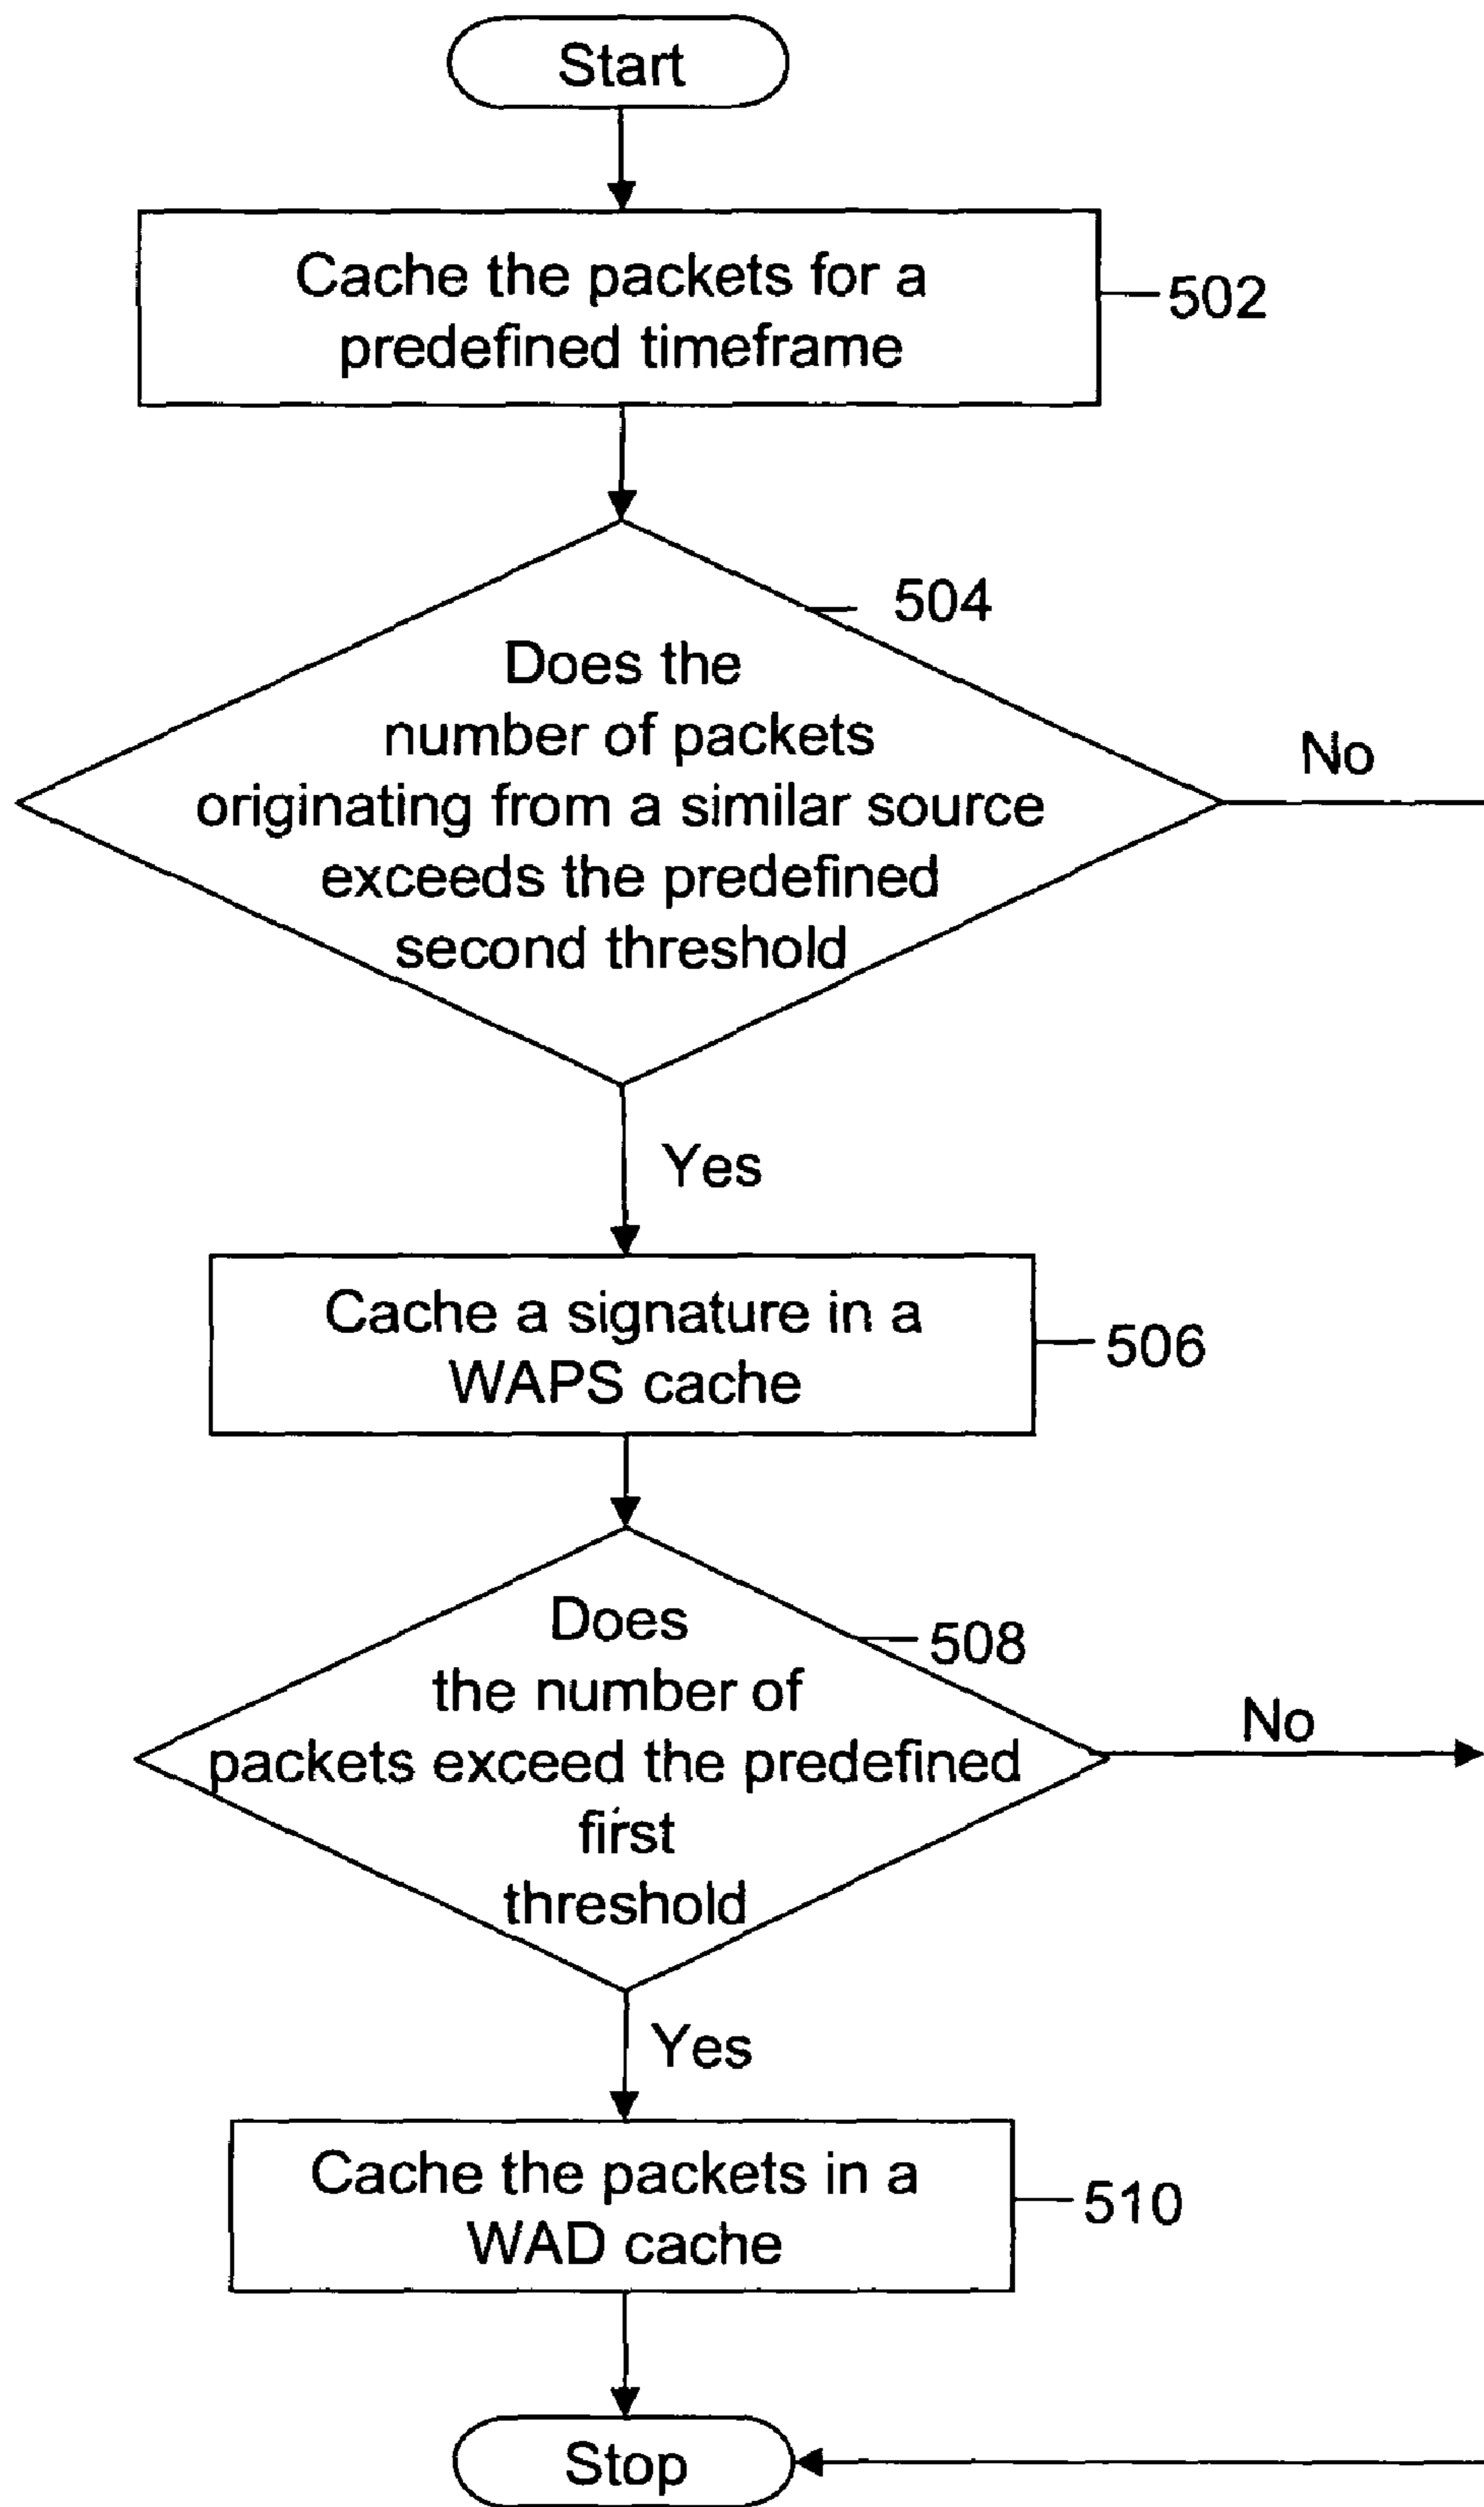 Start
Cache the packets for a
predefined timeframe
502
504
Does the
number of packets
originating from a similar source
exceeds the predefined
second threshold
No
Yes
Cache a signature in a
WAPS cache
506
Does
the number of
packets exceed the predefined
first
threshold
508
No
Yes
Cache the packets in a
WAD cache
510
Stop